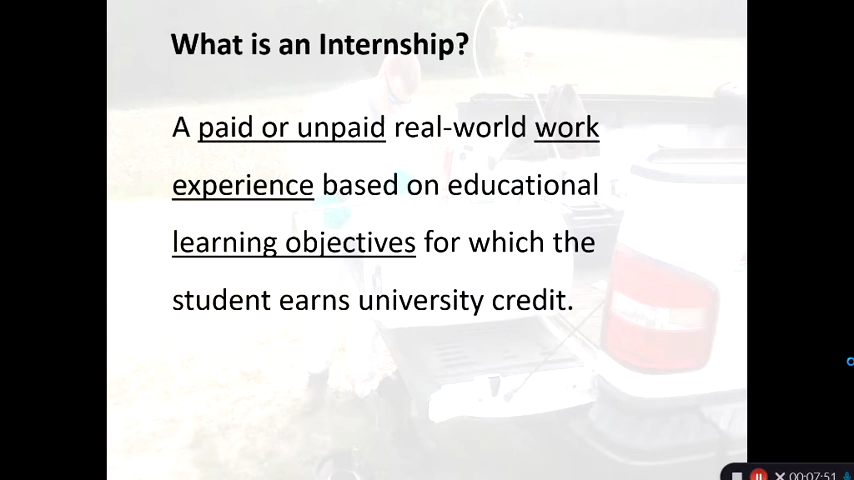 What is an Internship?
A paid or unpaid real-world work
experience based on educational
learning objectives for which the
student earns university credit.
00:07:51